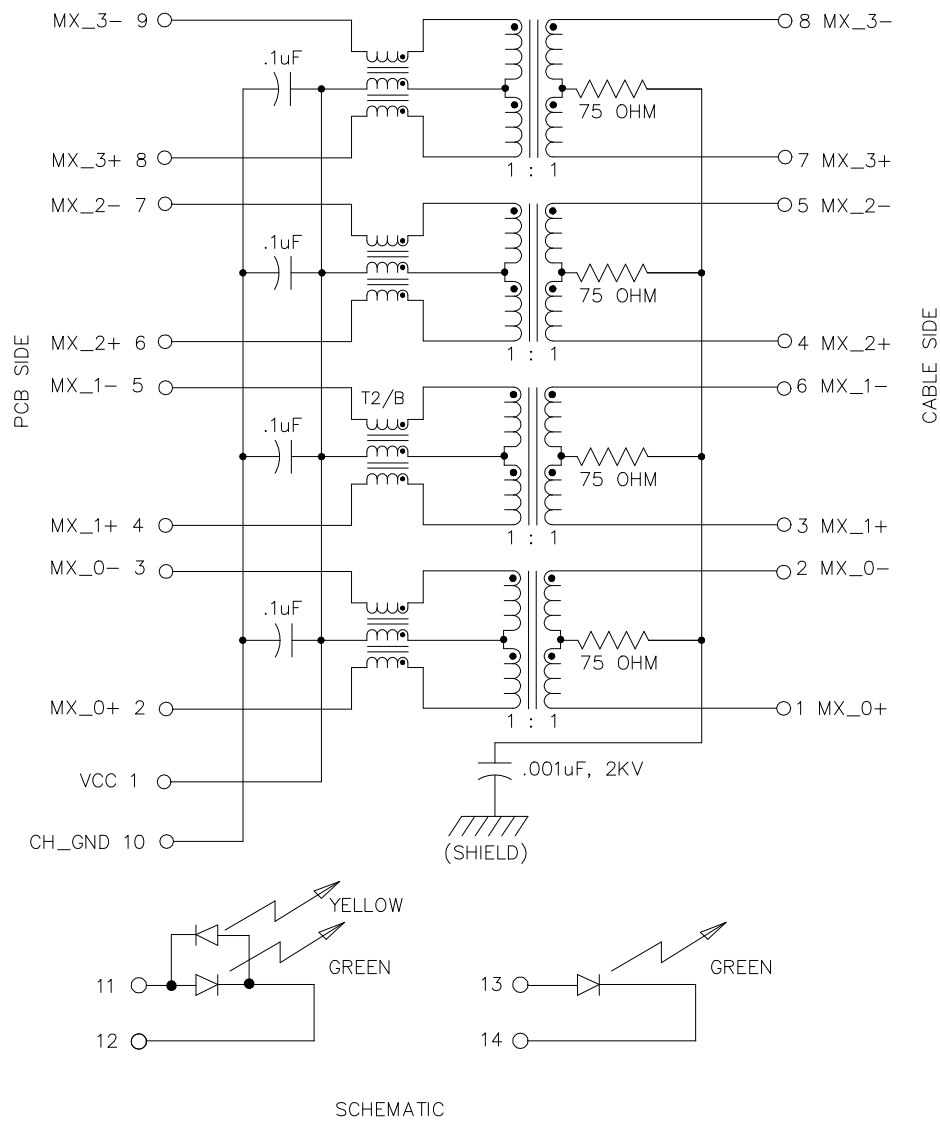 MX_3- 9
8 MX_3-
.1uF
75 OHM
MX_3+ 8
7 MX_3+
1 : 1
MX_2- 7
5 MX_2-
.1uF
75 OHM
MX_2+ 6
4 MX_2+
1 : 1
PCB SIDE
CABLE SIDE
MX_1- 5
T2/B
6 MX_1-
.1uF
75 OHM
MX_1+ 4
3 MX_1+
1 : 1
MX_0- 3
2 MX_0-
.1uF
75 OHM
MX_0+ 2
1 MX_0+
1 : 1
VCC 1
.001uF, 2KV
CH_GND 10
(SHIELD)
YELLOW
GREEN
11
12
GREEN
13
14
SCHEMATIC